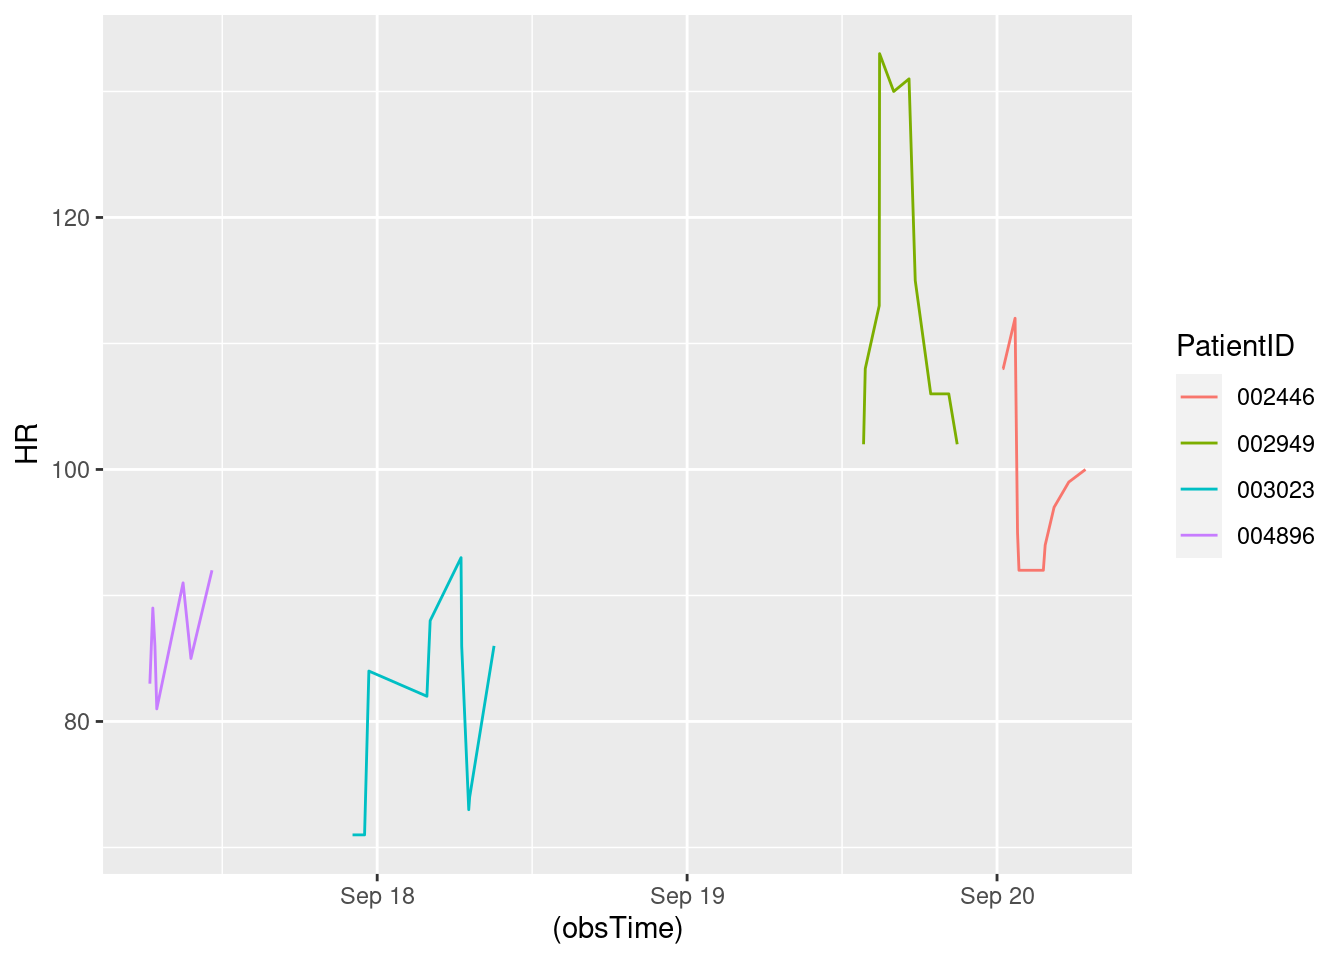 120
100
80
HR
Sep 18
Sep 19
Sep 20
(obsTime)
PatientID
002446
002949
003023
004896